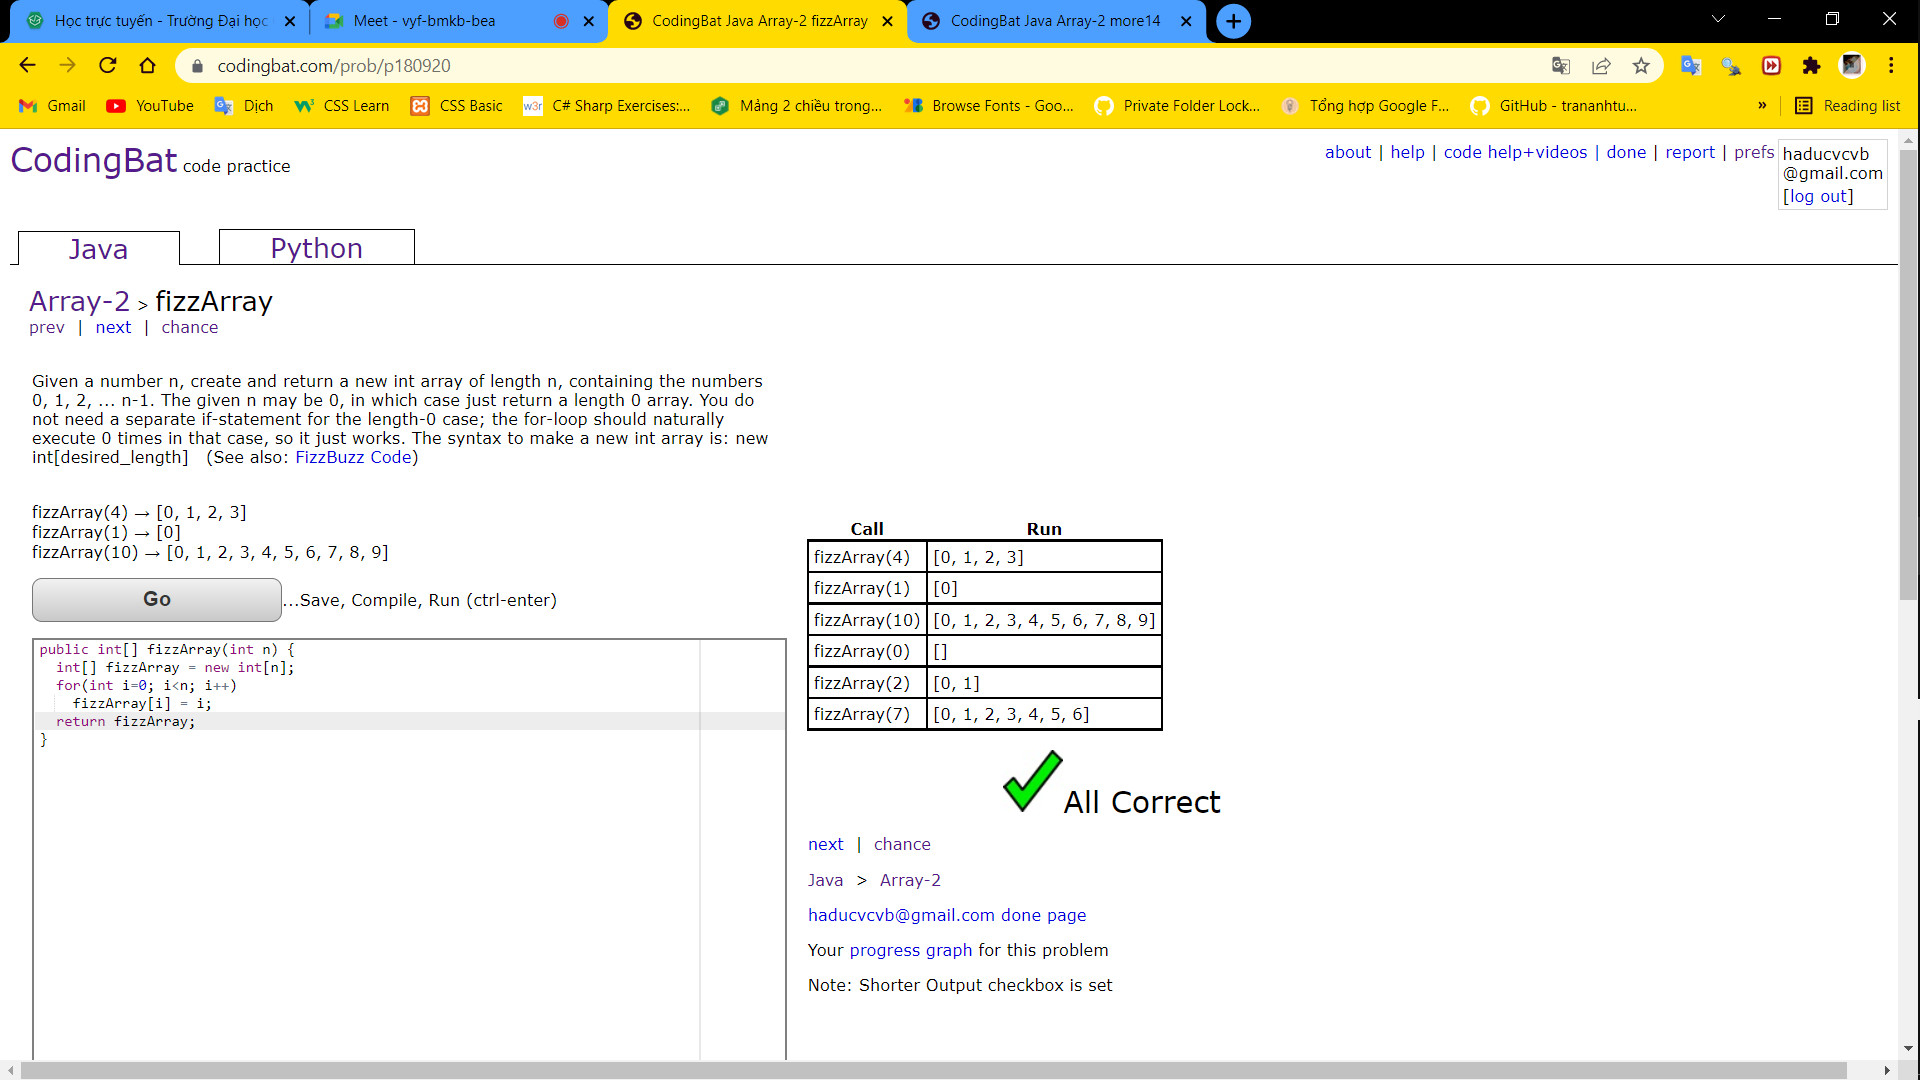 Học trực tuyến - Trường Đại học
Meet - vyf-bmkb-bea
CodingBat Java Array-2 fizzArray
CodingBat Java Array-2 more14
codingbat.com/prob/p180920
Gmail
YouTube
Dịch
CSS Learn
CSS Basic
w3r
C# Sharp Exercises:...
Mảng 2 chiều trong...
Browse Fonts - Goo...
Private Folder Lock...
Tổng hợp Google F...
GitHub - trananhtu...
»
Reading list
CodingBat code practice
about | help | code help+videos | done | report | prefs
haducvcvb
@gmail.com
[log out]
Java
Python
Array-2 > fizzArray
prev | next | chance
Given a number n, create and return a new int array of length n, containing the numbers
0, 1, 2, ... n-1. The given n may be 0, in which case just return a length 0 array. You do
not need a separate if-statement for the length-0 case; the for-loop should naturally
execute 0 times in that case, so it just works. The syntax to make a new int array is: new
int[desired_length]   (See also: FizzBuzz Code)
fizzArray(4) → [0, 1, 2, 3]
fizzArray(1) → [0]
fizzArray(10) → [0, 1, 2, 3, 4, 5, 6, 7, 8, 9]
Go
...Save, Compile, Run (ctrl-enter)
public int[] fizzArray(int n) {
  int[] fizzArray = new int[n];
  for(int i=0; i<n; i++)
    fizzArray[i] = i;
  return fizzArray;
}
Call Run
fizzArray(4) [0, 1, 2, 3]
fizzArray(1) [0]
fizzArray(10) [0, 1, 2, 3, 4, 5, 6, 7, 8, 9]
fizzArray(0) []
fizzArray(2) [0, 1]
fizzArray(7) [0, 1, 2, 3, 4, 5, 6]
All Correct
next | chance
Java > Array-2
haducvcvb@gmail.com done page
Your progress graph for this problem
Note: Shorter Output checkbox is set